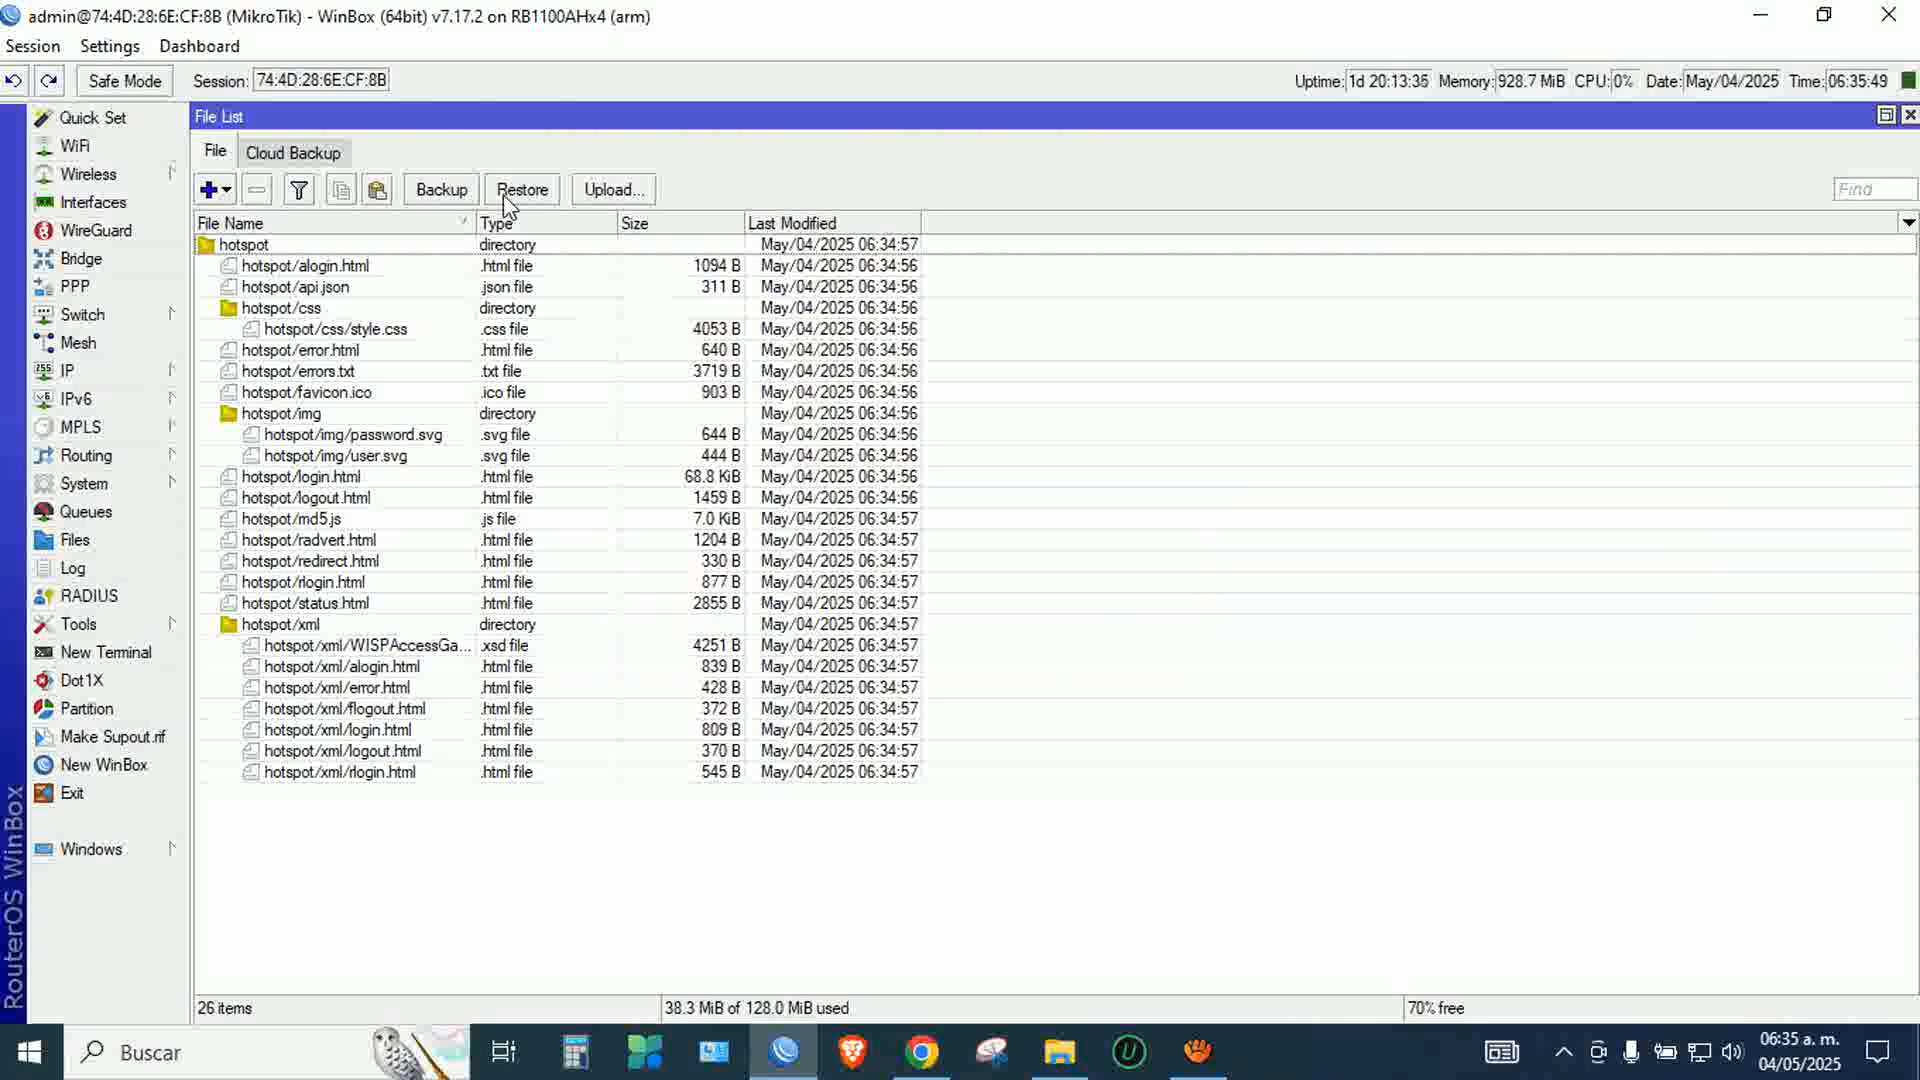 admin@74:4D:28:6E:CF:8B (MikroTik) - WinBox (64bit) v7.17.2 on RB1100AHx4 (arm)
Session Settings Dashboard
Safe Mode Session: 74:4D:28:6E:CF:8B Uptime: 1d 20:13:35 Memory: 928.7 MiB CPU: 0% Date: May/04/2025 Time: 06:35:49
Quick Set
WiFi
Wireless
Interfaces
WireGuard
Bridge
PPP
Switch
Mesh
IP
IPv6
MPLS
Routing
System
Queues
Files
Log
RADIUS
Tools
New Terminal
Dot1X
Partition
Make Supout.rif
New WinBox
Exit
Windows
RouterOS WinBox
File List
File Cloud Backup
Backup Restore Upload... Find
File Name Type Size Last Modified
hotspot directory May/04/2025 06:34:57
hotspot/alogin.html .html file 1094 B May/04/2025 06:34:56
hotspot/api.json .json file 311 B May/04/2025 06:34:56
hotspot/css directory May/04/2025 06:34:56
hotspot/css/style.css .css file 4053 B May/04/2025 06:34:56
hotspot/error.html .html file 640 B May/04/2025 06:34:56
hotspot/errors.txt .txt file 3719 B May/04/2025 06:34:56
hotspot/favicon.ico .ico file 903 B May/04/2025 06:34:56
hotspot/img directory May/04/2025 06:34:56
hotspot/img/password.svg .svg file 644 B May/04/2025 06:34:56
hotspot/img/user.svg .svg file 444 B May/04/2025 06:34:56
hotspot/login.html .html file 68.8 KiB May/04/2025 06:34:56
hotspot/logout.html .html file 1459 B May/04/2025 06:34:56
hotspot/md5.js .js file 7.0 KiB May/04/2025 06:34:57
hotspot/radvert.html .html file 1204 B May/04/2025 06:34:57
hotspot/redirect.html .html file 330 B May/04/2025 06:34:57
hotspot/rlogin.html .html file 877 B May/04/2025 06:34:57
hotspot/status.html .html file 2855 B May/04/2025 06:34:57
hotspot/xml directory May/04/2025 06:34:57
hotspot/xml/WISPAccessGa... .xsd file 4251 B May/04/2025 06:34:57
hotspot/xml/alogin.html .html file 839 B May/04/2025 06:34:57
hotspot/xml/error.html .html file 428 B May/04/2025 06:34:57
hotspot/xml/flogout.html .html file 372 B May/04/2025 06:34:57
hotspot/xml/login.html .html file 809 B May/04/2025 06:34:57
hotspot/xml/logout.html .html file 370 B May/04/2025 06:34:57
hotspot/xml/rlogin.html .html file 545 B May/04/2025 06:34:57
26 items 38.3 MiB of 128.0 MiB used 70% free
Buscar
06:35 a. m.
04/05/2025